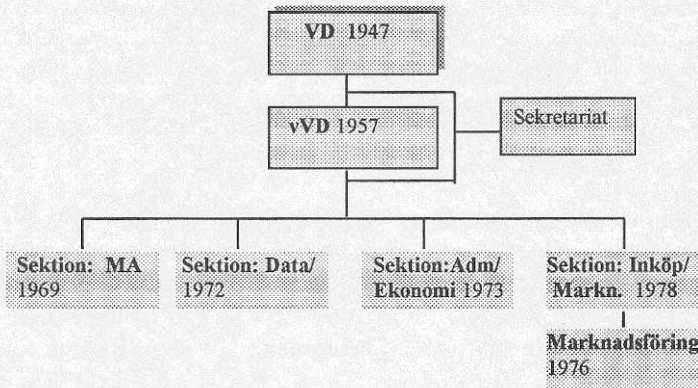 VD 1947
vVD 1957
Sekretariat
Sektion: MA
1969
Sektion: Data/
1972
Sektion:Adm/
Ekonomi 1973
Sektion: Inköp/
Markn. 1978
Marknadsföring
1976